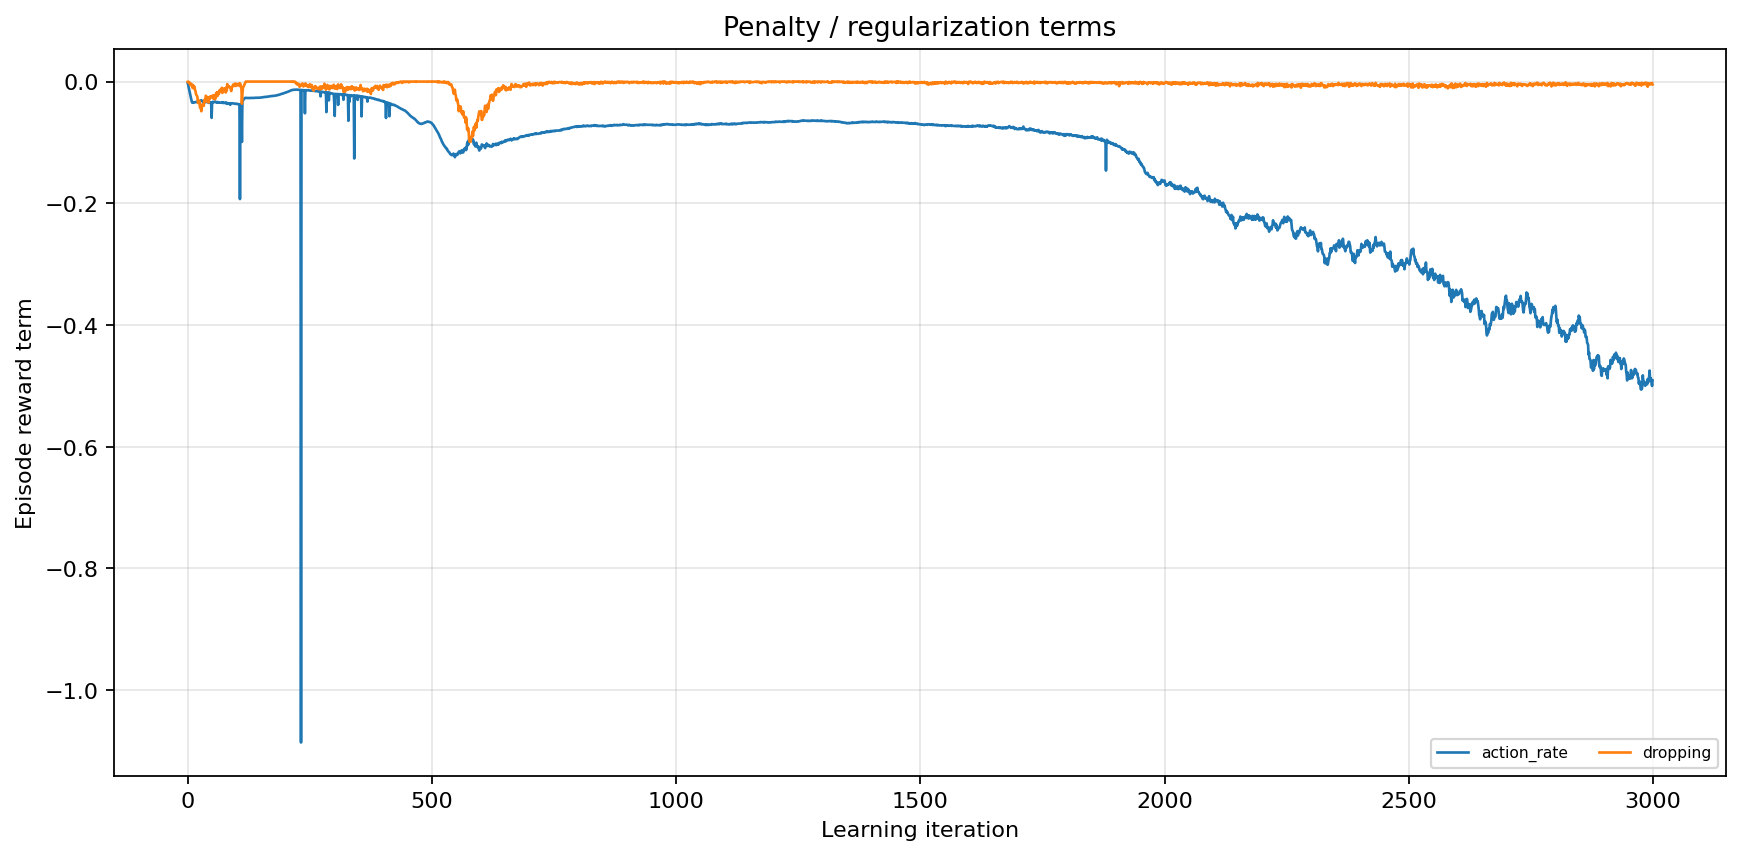 Penalty / regularization terms
Episode reward term
0.0
−0.2
−0.4
−0.6
−0.8
−1.0
action_rate
dropping
0
500
1000
1500
2000
2500
3000
Learning iteration